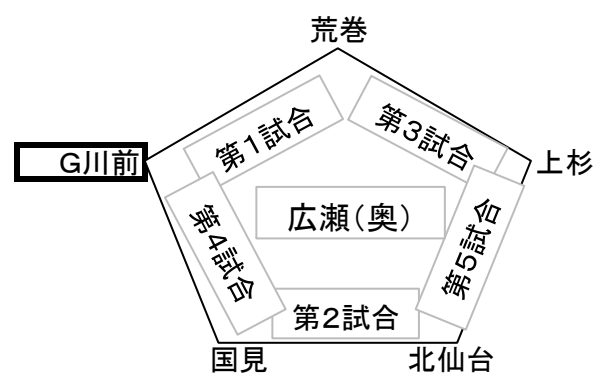 荒巻
第1試合
第3試合
G川前
上杉
広瀬（奥）
第4試合
第5試合
第2試合
国見
北仙台